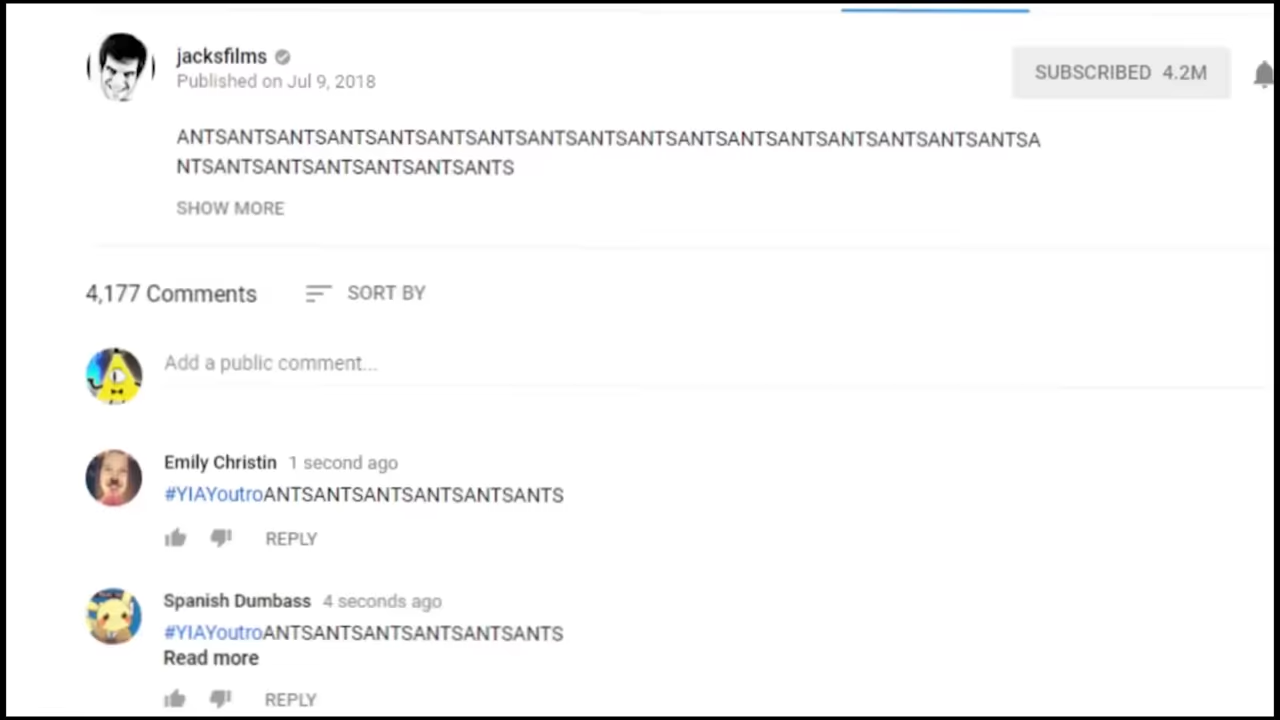 jacksfilms
Published on Jul 9, 2018
SUBSCRIBED 4.2M
ANTSANTSANTSANTSANTSANTSANTSANTSANTSANTSANTSANTSANTSANTSANTSANTSANTSA
NTSANTSANTSANTSANTSANTSANTS
SHOW MORE
4,177 Comments
SORT BY
Add a public comment...
Emily Christin 1 second ago
#YIAYoutroANTSANTSANTSANTSANTSANTS
REPLY
Spanish Dumbass 4 seconds ago
#YIAYoutroANTSANTSANTSANTSANTSANTS
Read more
REPLY